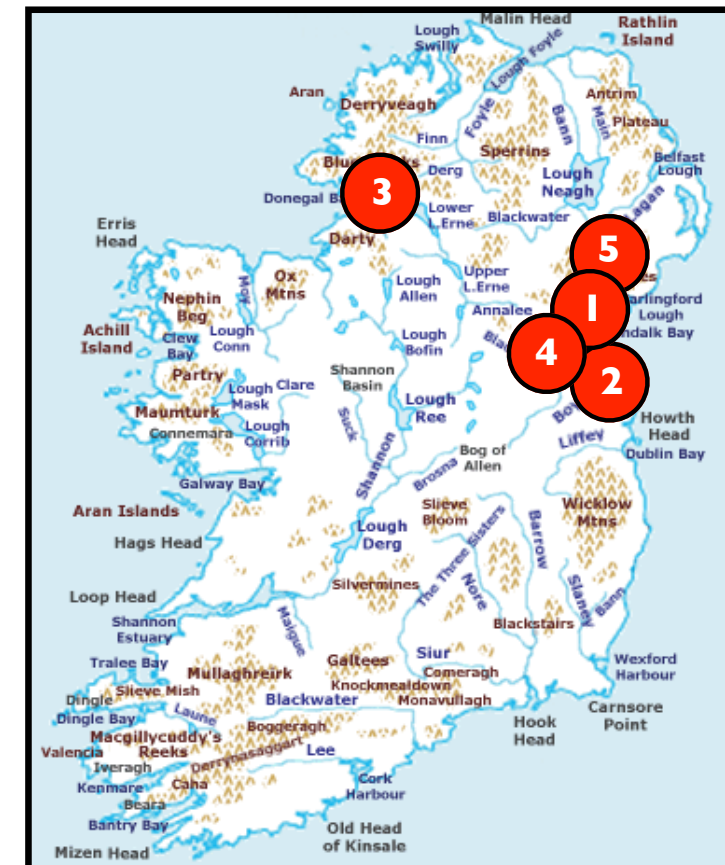 Malin Head
Lough
Swilly
Lough Foyle
Rathlin
Island
Aran
Derryveagh
Foyle
Bann
Main
Antrim
Plateau
Finn
Sperrins
Belfast
Lough
Derg
Lough
Neagh
3
Donegal
Lower
L.Erne
Blackwater
Lagan
Erris
Head
Darty
5
Ox
Mtns
Moy
Upper
L.Erne
Lough
Allen
Nephin
Beg
Annalee
1
Lough
Achill
Island
Clew
Bay
Lough
Conn
Lough
Bofin
4
Bay
Partry
Shannon
Basin
2
Lough
Mask
Clare
Lough
Ree
Maumturk
Connemara
Lough
Corrib
Suck
Shannon
Howth
Head
Liffey
Dublin Bay
Galway Bay
Brosna
Bog of
Allen
Aran Islands
Slieve
Bloom
Wicklow
Mtns
Hags Head
Lough
Derg
The Three Sisters
Barrow
Loop Head
Silvermines
Nore
Slaney
Bann
Shannon
Estuary
Maigue
Blackstairs
Tralee Bay
Mullaghreirk
Galtees
Siur
Wexford
Harbour
Slieve Mish
Knockmealdown
Comeragh
Dingle
Blackwater
Monavullagh
Carnsore
Point
Dingle Bay
Laune
Hook
Head
Macgillycuddy's
Reeks
Boggeragh
Valencia
Derrynasaggart
Lee
Iveragh
Kenmare
Caha
Cork
Harbour
Beara
Bantry Bay
Old Head
of Kinsale
Mizen Head